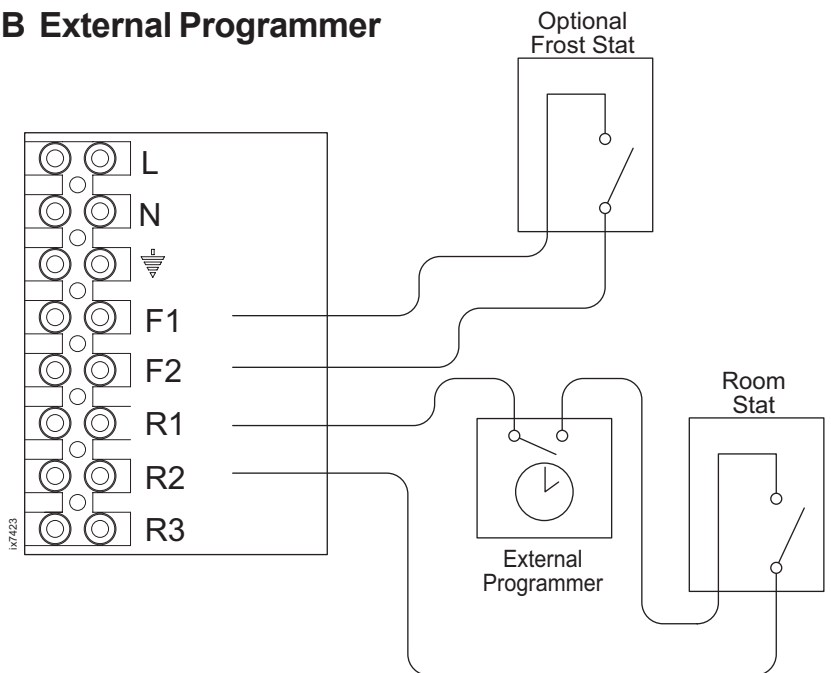 B External Programmer
Optional
Frost Stat
L
N
F1
F2
R1
R2
R3
Room
Stat
External
Programmer
ix7423